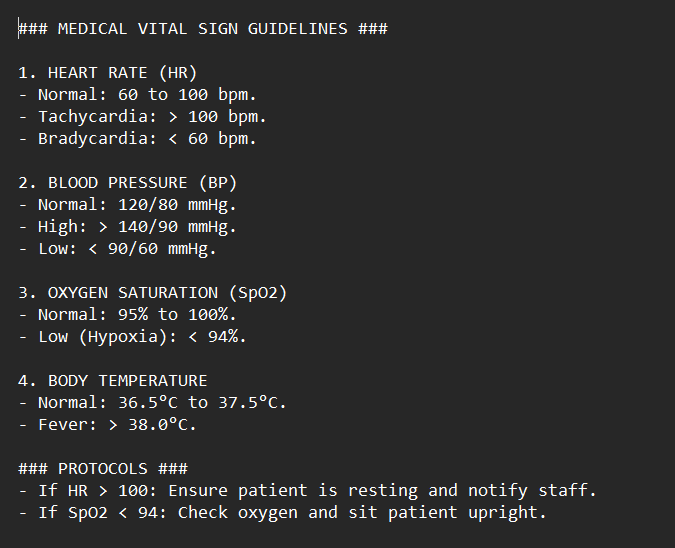 ### MEDICAL VITAL SIGN GUIDELINES ###
1. HEART RATE (HR)
- Normal: 60 to 100 bpm.
- Tachycardia: > 100 bpm.
- Bradycardia: < 60 bpm.
2. BLOOD PRESSURE (BP)
- Normal: 120/80 mmHg.
- High: > 140/90 mmHg.
- Low: < 90/60 mmHg.
3. OXYGEN SATURATION (SpO2)
- Normal: 95% to 100%.
- Low (Hypoxia): < 94%.
4. BODY TEMPERATURE
- Normal: 36.5°C to 37.5°C.
- Fever: > 38.0°C.
### PROTOCOLS ###
- If HR > 100: Ensure patient is resting and notify staff.
- If SpO2 < 94: Check oxygen and sit patient upright.